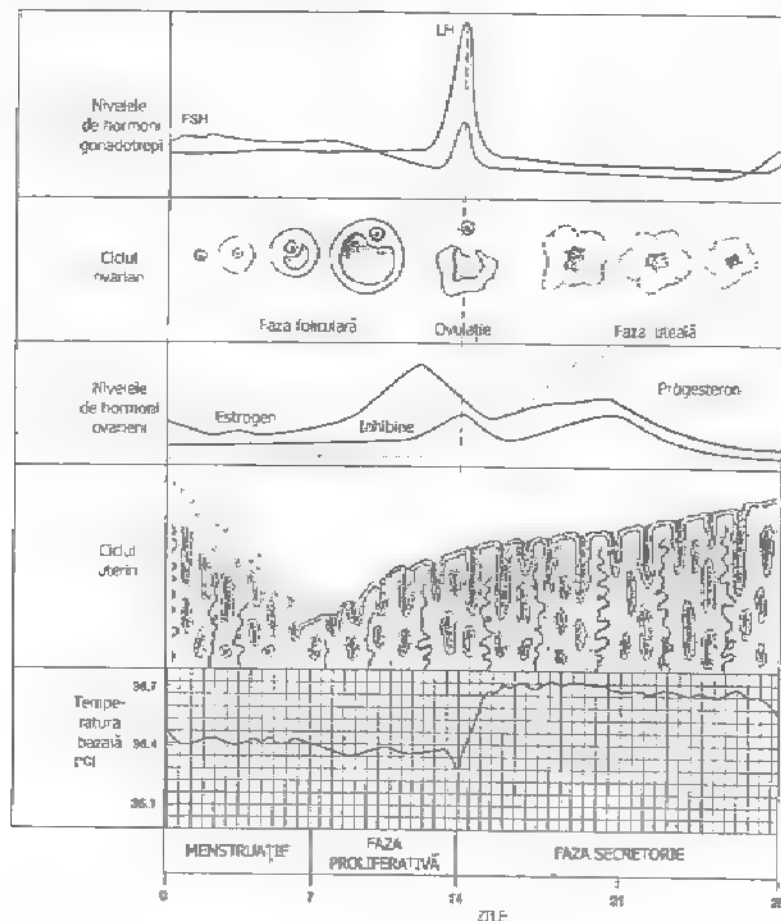 LH
FSH
Nivelele
de hormoni
gonadotropi
Ciclul
ovarian
Faza foliculară
Ovulație
Faza luteală
Nivelele
de hormoni
ovarieni
Estrogen
Inhibine
Progesteron
Ciclul
uterin
Tempe-
ratura
bazală
(°C)
36.7
36.4
36.1
MENSTRUAȚIE
FAZA
PROLIFERATIVĂ
FAZA SECRETORIE
0
7
14
21
ZILE